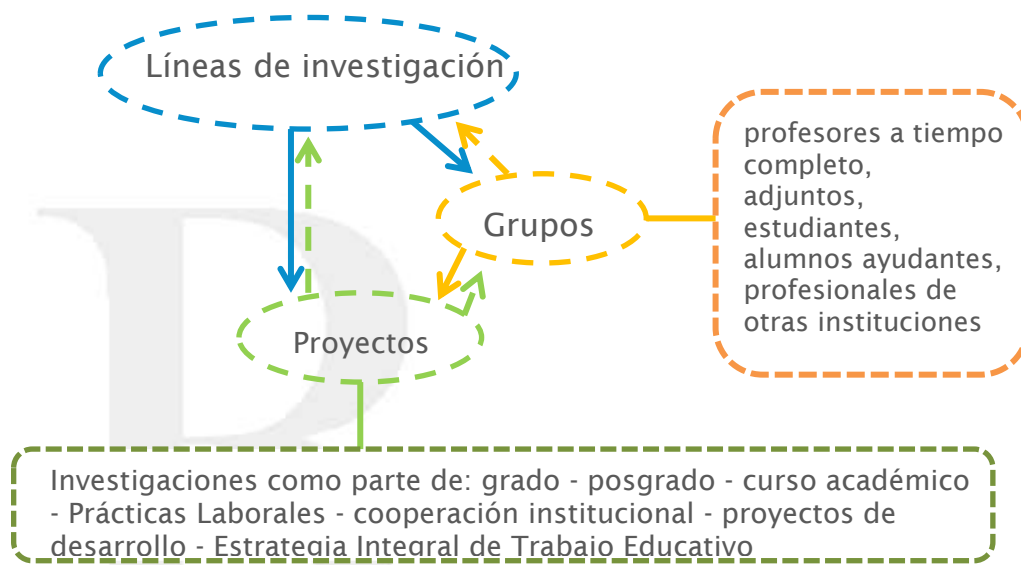 Líneas de investigación
profesores a tiempo
completo,
adjuntos,
estudiantes,
alumnos ayudantes,
profesionales de
otras instituciones
Grupos
Proyectos
Investigaciones como parte de: grado - posgrado - curso académico
- Prácticas Laborales - cooperación institucional - proyectos de
desarrollo - Estrategia Integral de Trabajo Educativo